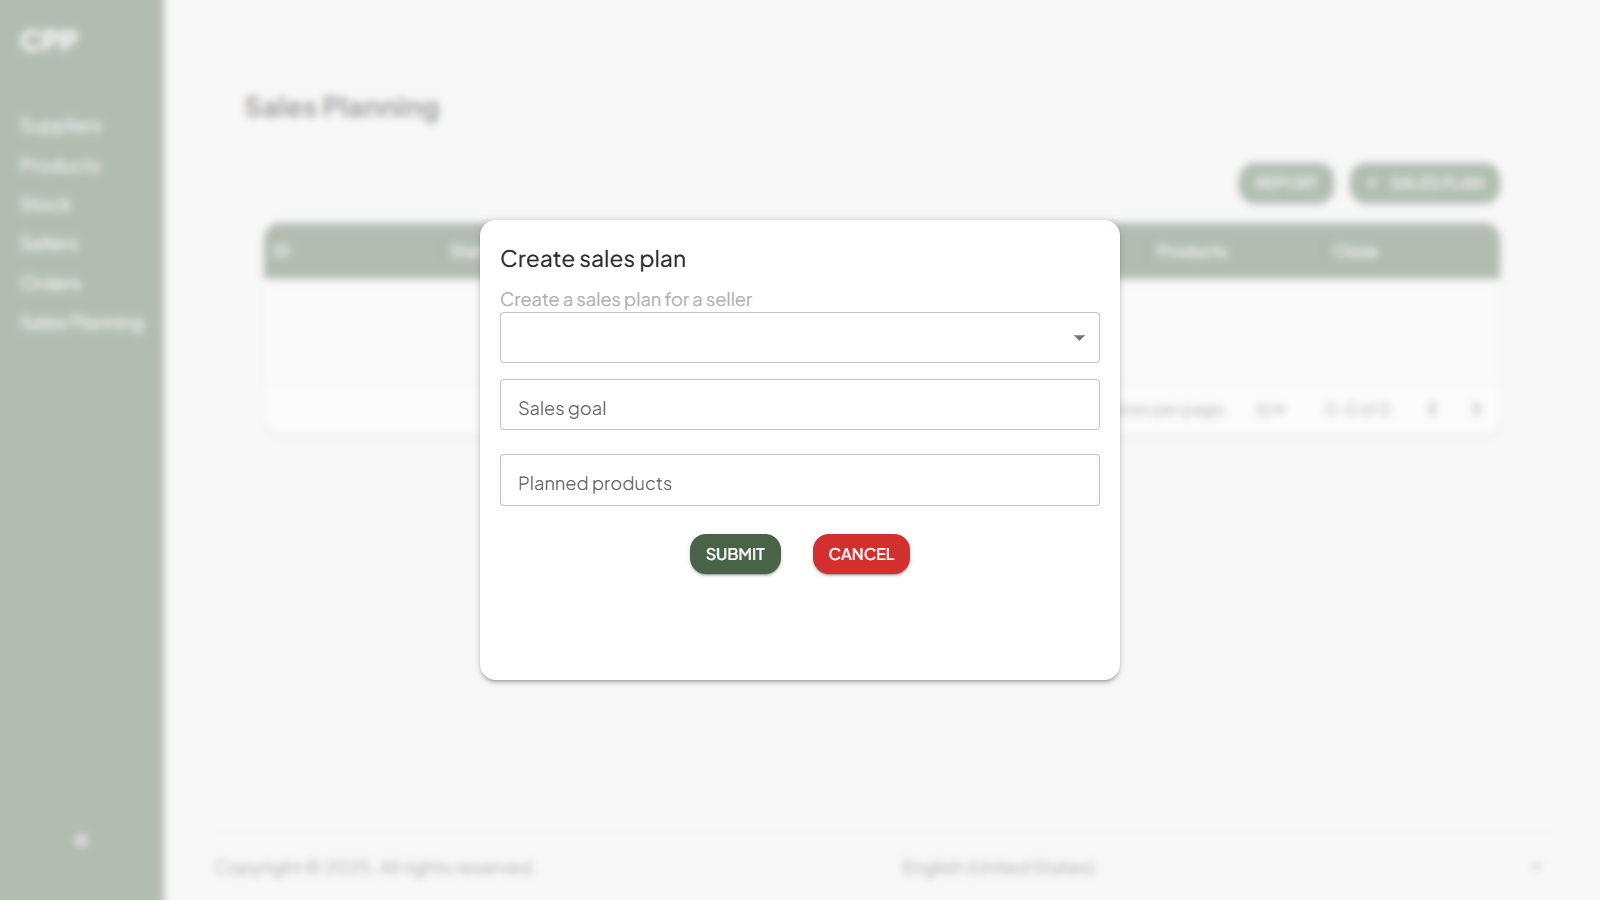 CPP
Suppliers
Products
Stock
Sellers
Orders
Sales Planning
Sales Planning
REPORT
+ SALES PLAN
ID
Products
Close
Create sales plan
Create a sales plan for a seller
Sales goal
Planned products
SUBMIT
CANCEL
rows per page:
10
0-0 of 0
Copyright © 2025. All rights reserved.
English (United States)